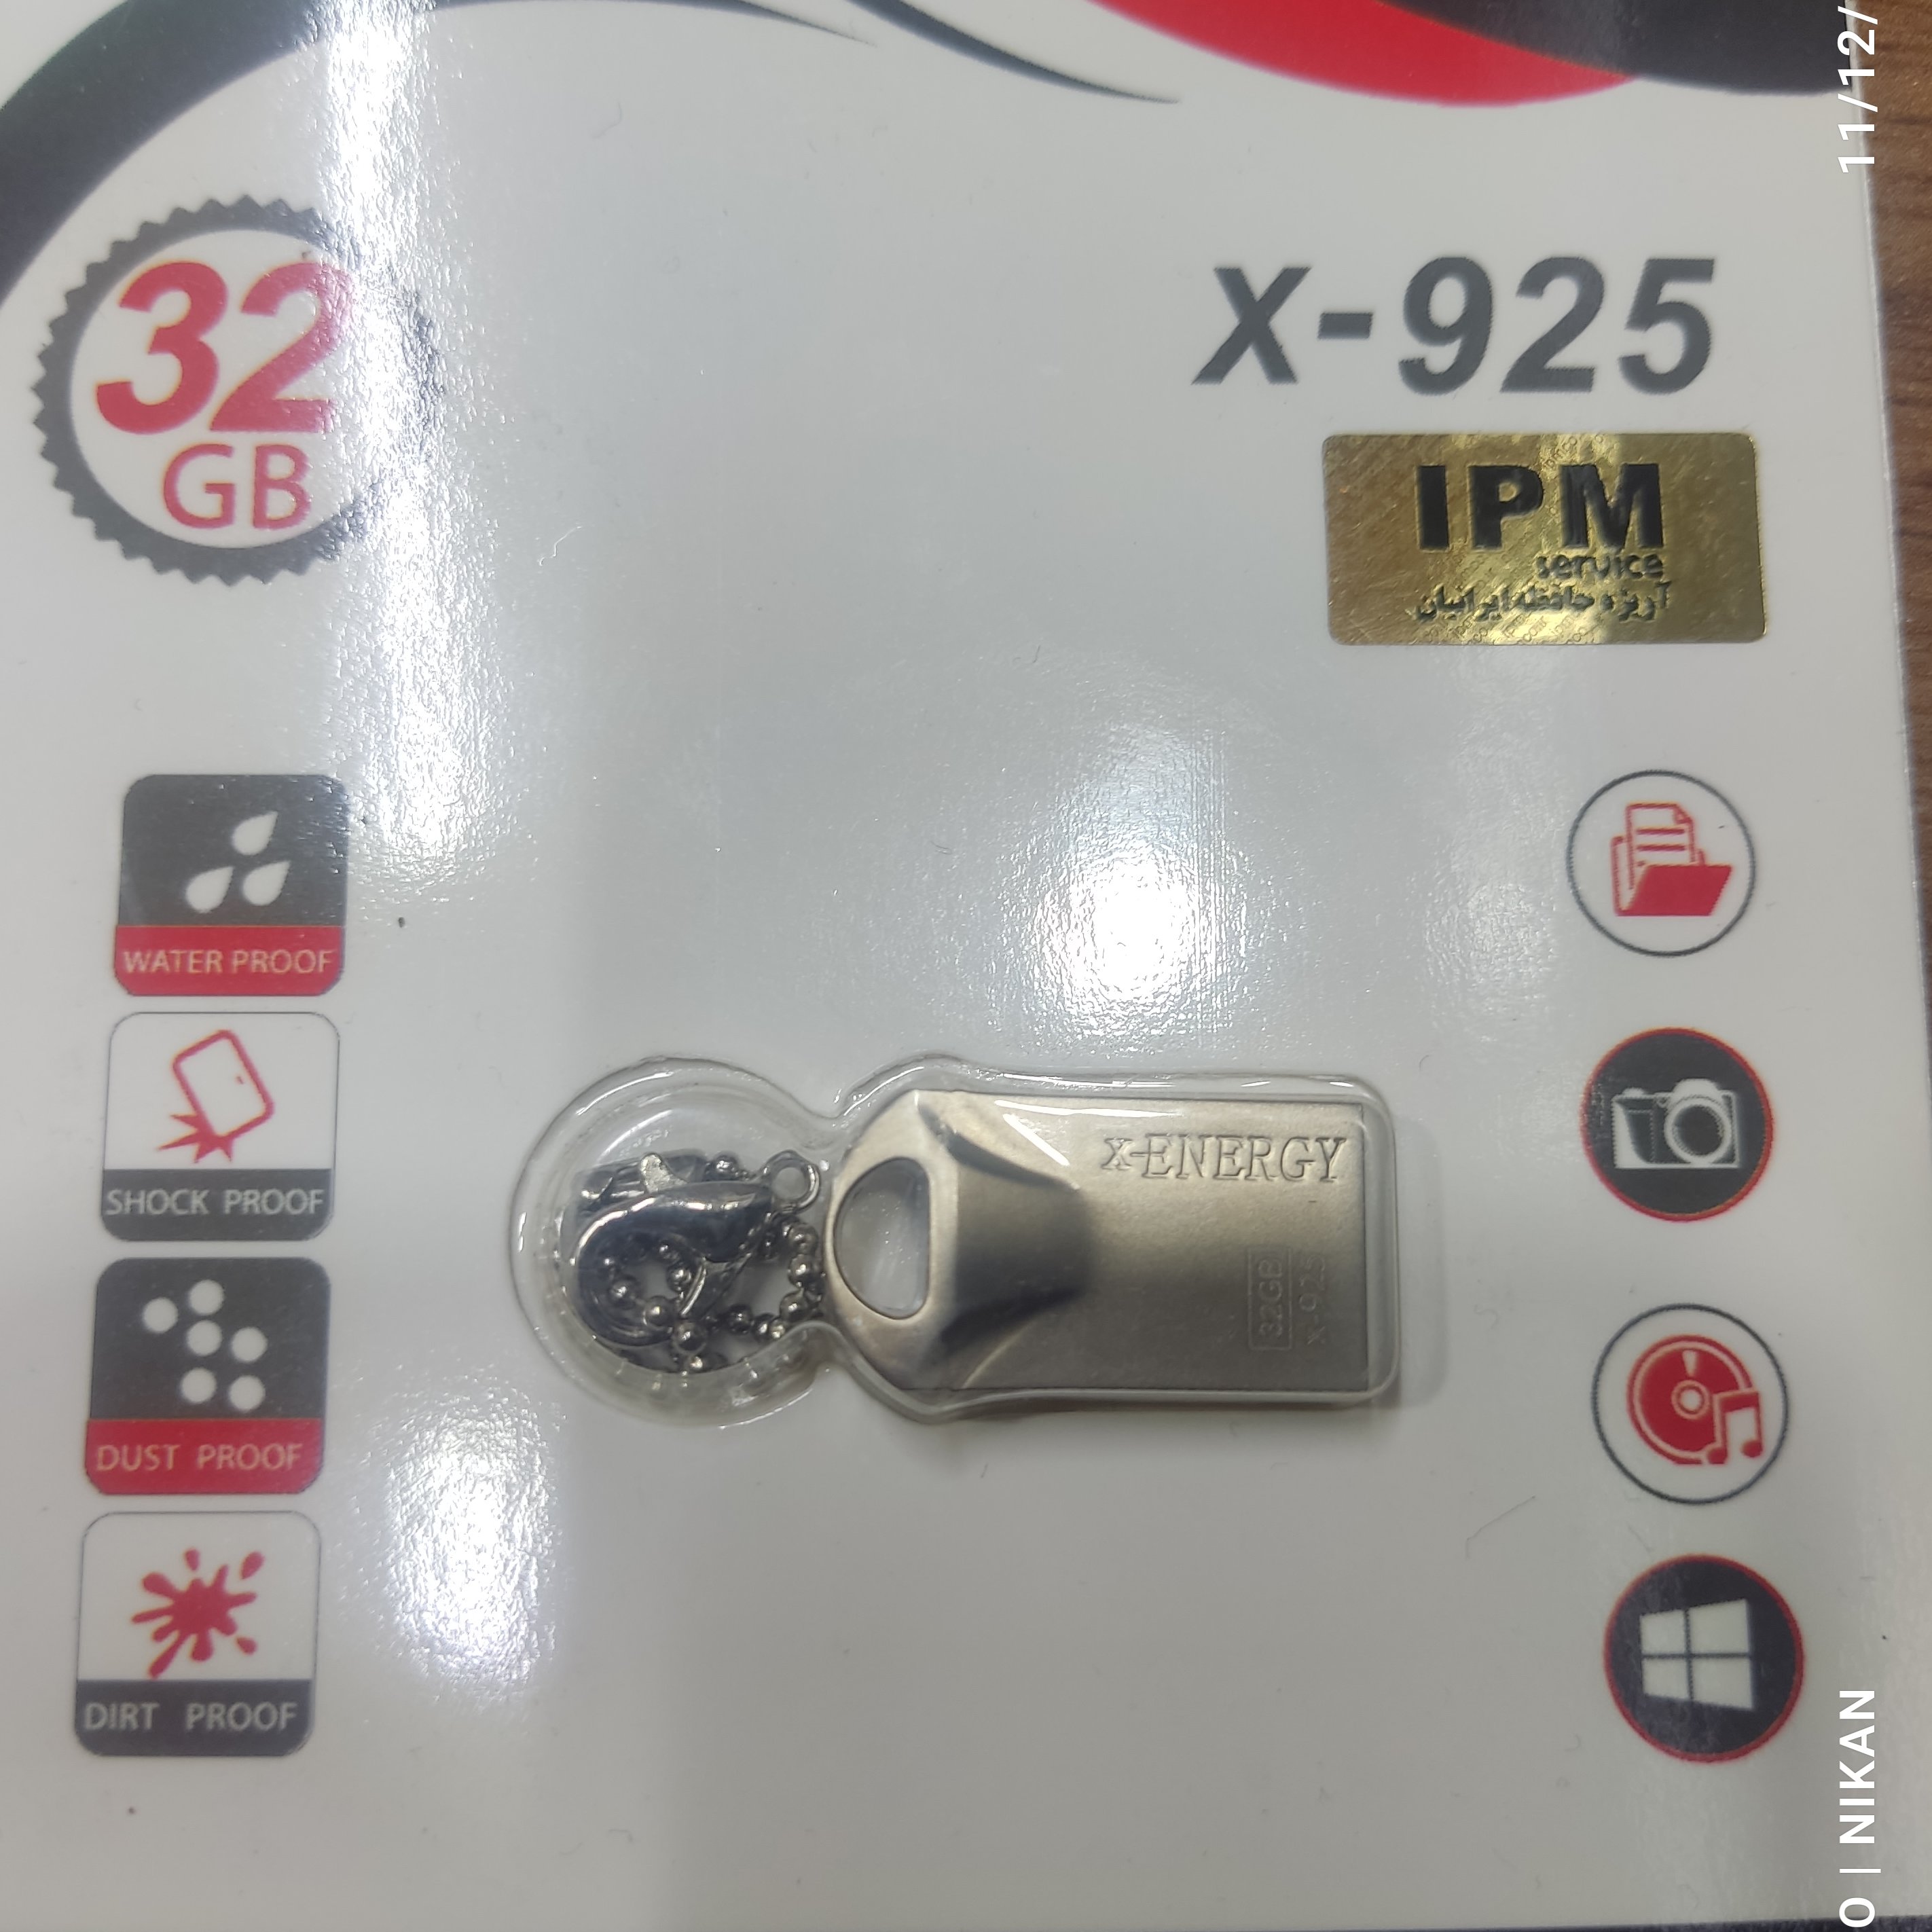 32
GB
x-925
IPM
service
آریژه حافظه ایرانیان
WATER PROOF
SHOCK PROOF
DUST PROOF
DIRT PROOF
x-ENERGY
32GB
x-925
11/12/
O | NIKAN